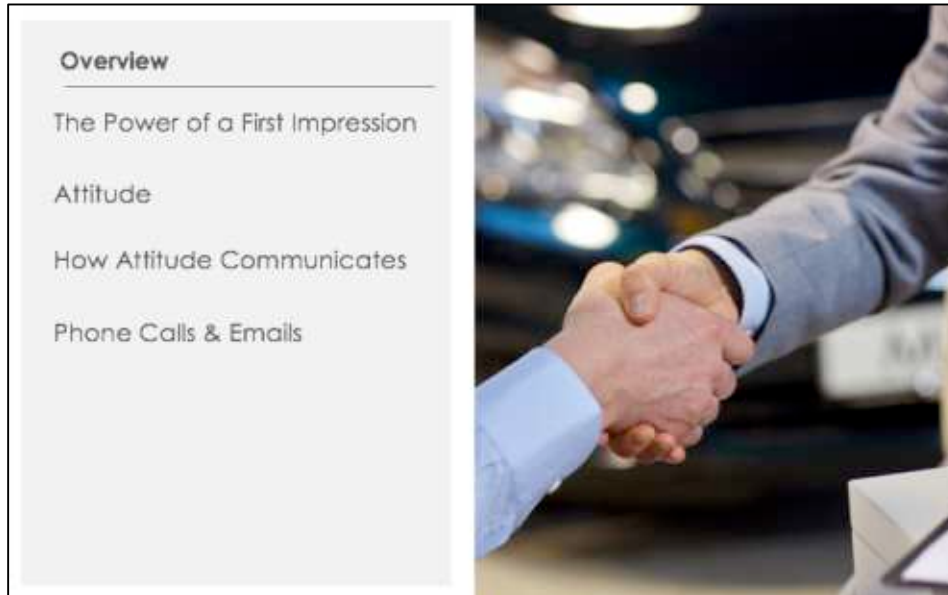 Overview
The Power of a First Impression
Attitude
How Attitude Communicates
Phone Calls & Emails